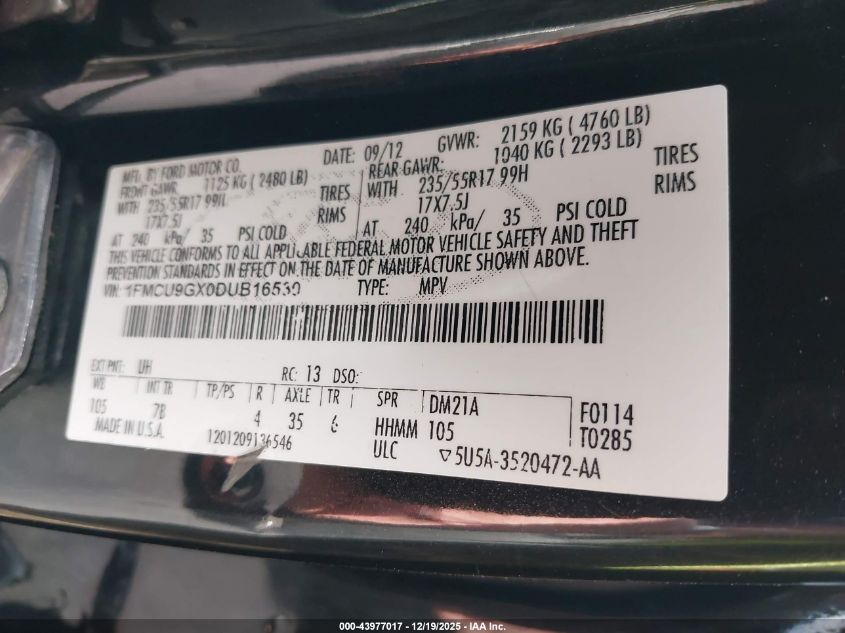 MFD. BY FORD MOTOR CO. DATE: 09/12 GVWR: 2159 KG ( 4760 LB)
FRONT GAWR: 1125 KG ( 2480 LB) REAR GAWR: 1040 KG ( 2293 LB)
WITH 235/55R17 99H TIRES WITH 235/55R17 99H TIRES
17X7.5J RIMS 17X7.5J RIMS
AT 240 kPa/ 35 PSI COLD AT 240 kPa/ 35 PSI COLD
THIS VEHICLE CONFORMS TO ALL APPLICABLE FEDERAL MOTOR VEHICLE SAFETY AND THEFT
PREVENTION STANDARDS IN EFFECT ON THE DATE OF MANUFACTURE SHOWN ABOVE.
VIN: 1FMCU9GX0DUB16530 TYPE: MPV
EXT PNT: UH RC: 13 DSO:
WB INT TR TP/PS R AXLE TR SPR DM21A F0114
105 7B 4 35 6 HHMM 105 T0285
MADE IN U.S.A. 1201209136546 ULC ▽5U5A-3520472-AA
000-43977017 - 12/19/2025 - IAA Inc.